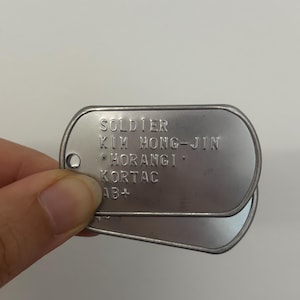 SOLDIER
KIM HONG-JIN
"HORANGI"
KORTAC
AB+